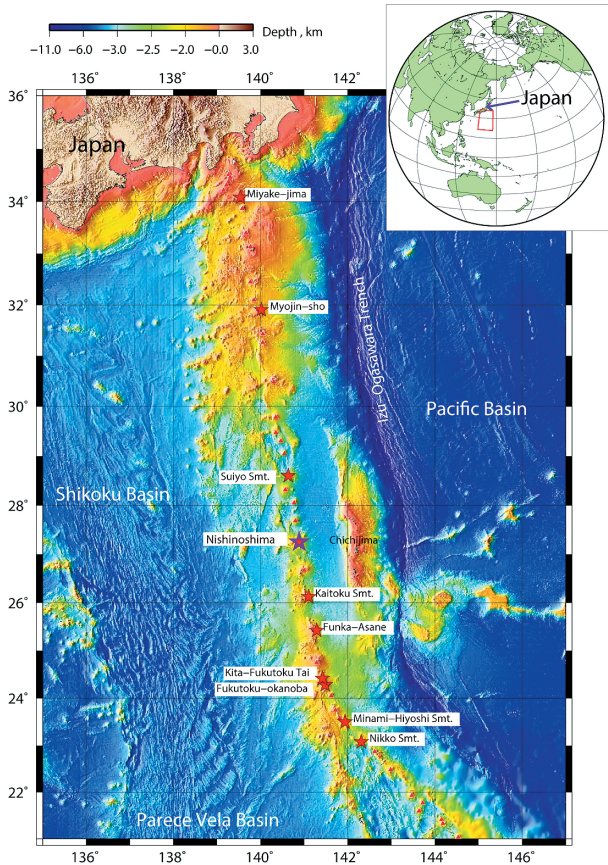 Depth , km
−11.0 −6.0 −3.0 −2.5 −2.0 −0.0 3.0
138 140 142
36°
Japan
Japan
Miyake−jima
34°
Myojin−sho
32°
Izu−Ogasawara Trench
30°
Pacific Basin
Suiyo Smt.
28°
Shikoku Basin
Nishinoshima
Chichijima
Kaitoku Smt.
26°
Funka−Asane
Kita−Fukutoku Tai
Fukutoku−okanoba
24°
Minami−Hiyoshi Smt.
Nikko Smt.
22°
Parece Vela Basin
136° 138° 140° 142° 144° 146°